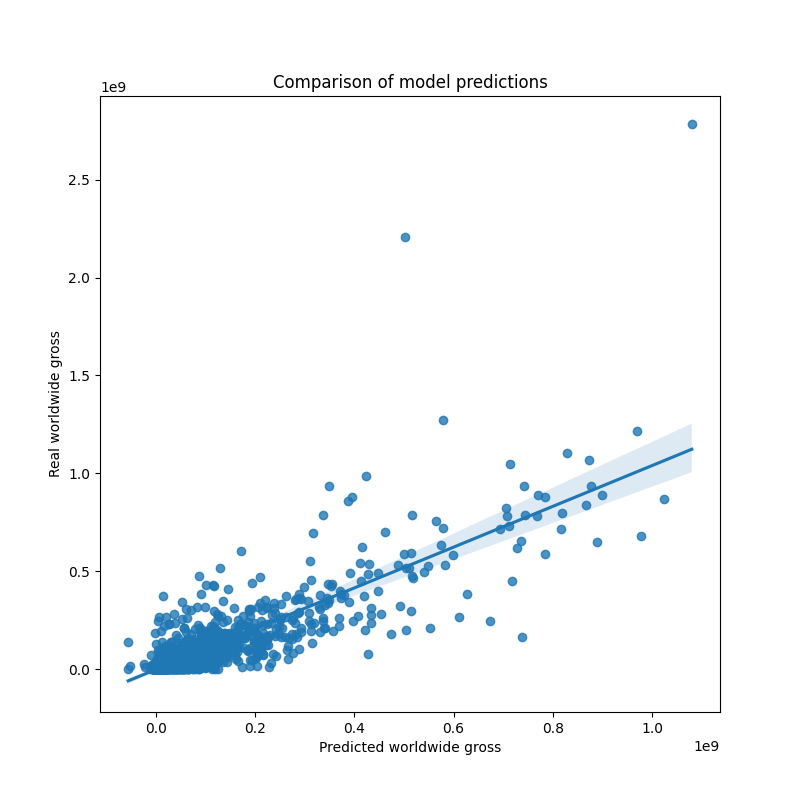 Comparison of model predictions
1e9
2.5
2.0
1.5
1.0
0.5
0.0
Real worldwide gross
0.0 0.2 0.4 0.6 0.8 1.0
Predicted worldwide gross
1e9